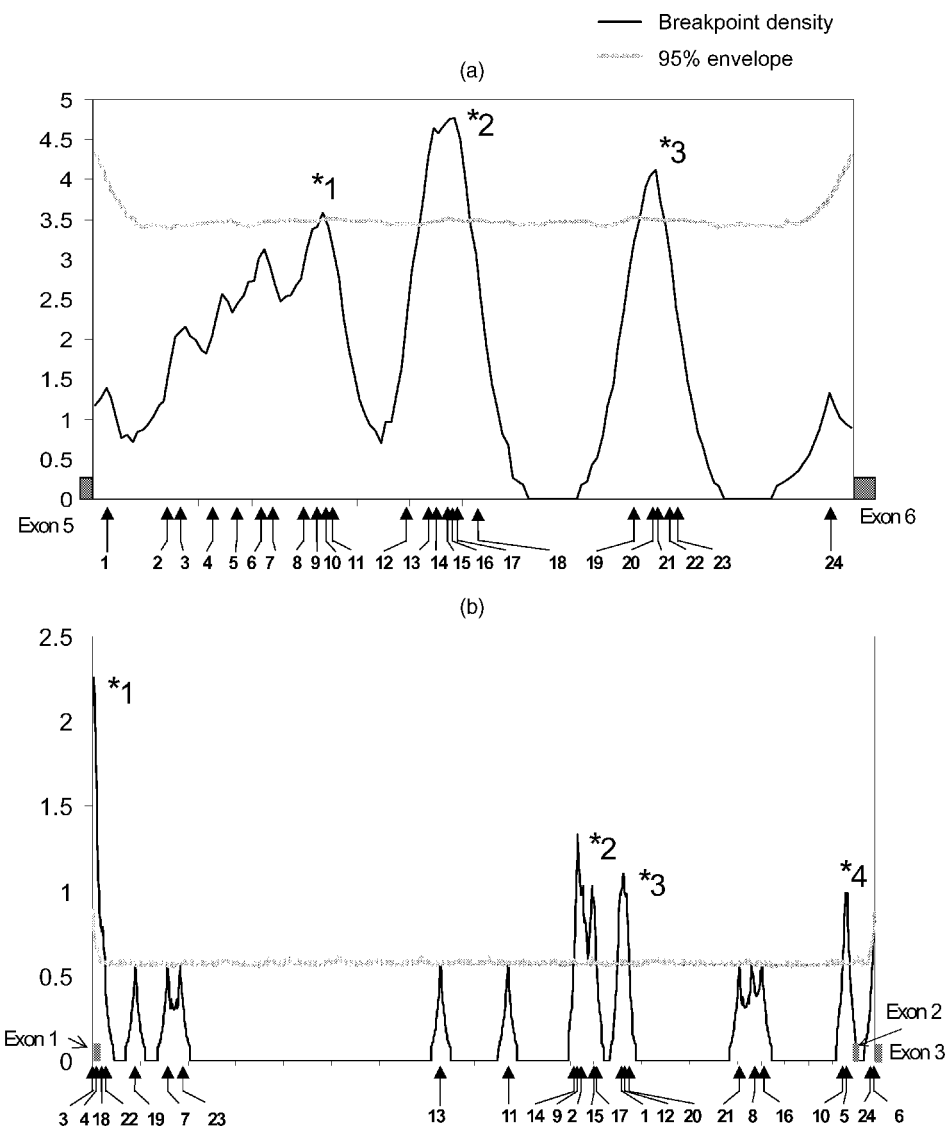 Breakpoint density
95% envelope
(a)
5
4.5
4
3.5
3
2.5
2
1.5
1
0.5
0
*1
*2
*3
Exon 5
Exon 6
1 2 3 4 5 6 7 8 9 10 11 12 13 14 15 16 17 18 19 20 21 22 23 24
(b)
2.5
2
1.5
1
0.5
0
*1
*2
*3
*4
Exon 1
Exon 2
Exon 3
3 4 18 22 19 7 23 13 11 14 9 2 15 17 1 12 20 21 8 16 10 5 24 6